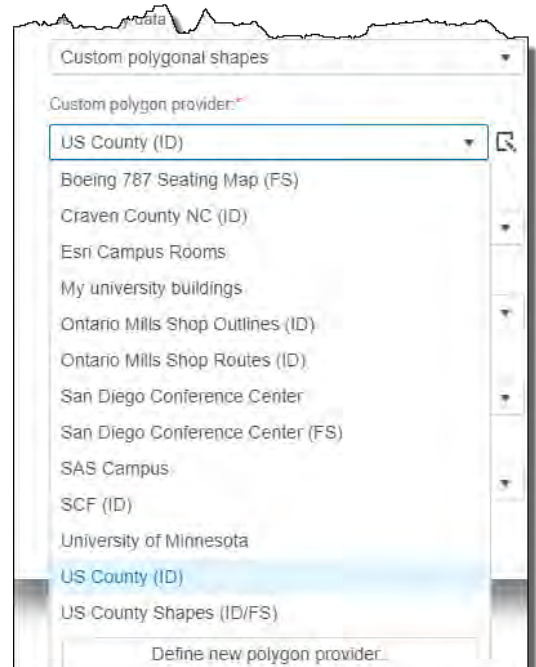 data
Custom polygonal shapes
Custom polygon provider:*
US County (ID)
Boeing 787 Seating Map (FS)
Craven County NC (ID)
Esri Campus Rooms
My university buildings
Ontario Mills Shop Outlines (ID)
Ontario Mills Shop Routes (ID)
San Diego Conference Center
San Diego Conference Center (FS)
SAS Campus
SCF (ID)
University of Minnesota
US County (ID)
US County Shapes (ID/FS)
Define new polygon provider...